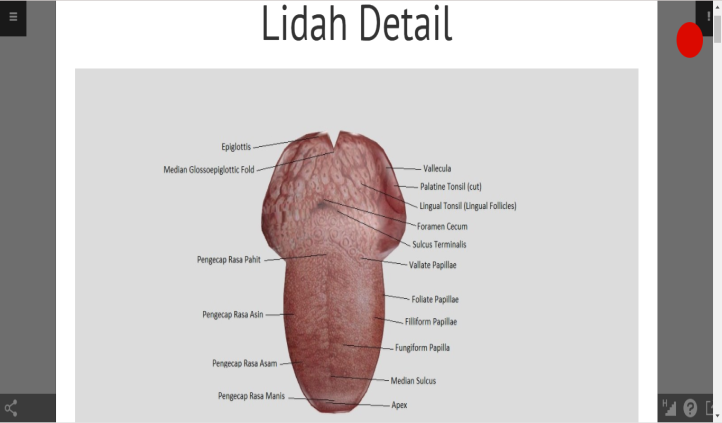 Lidah Detail
Epiglottis
Median Glossoepiglottic Fold
Vallecula
Palatine Tonsil (cut)
Lingual Tonsil (Lingual Follicles)
Foramen Cecum
Sulcus Terminalis
Pengecap Rasa Pahit
Vallate Papillae
Foliate Papillae
Pengecap Rasa Asin
Filliform Papillae
Fungiform Papilla
Pengecap Rasa Asam
Median Sulcus
Pengecap Rasa Manis
Apex
H